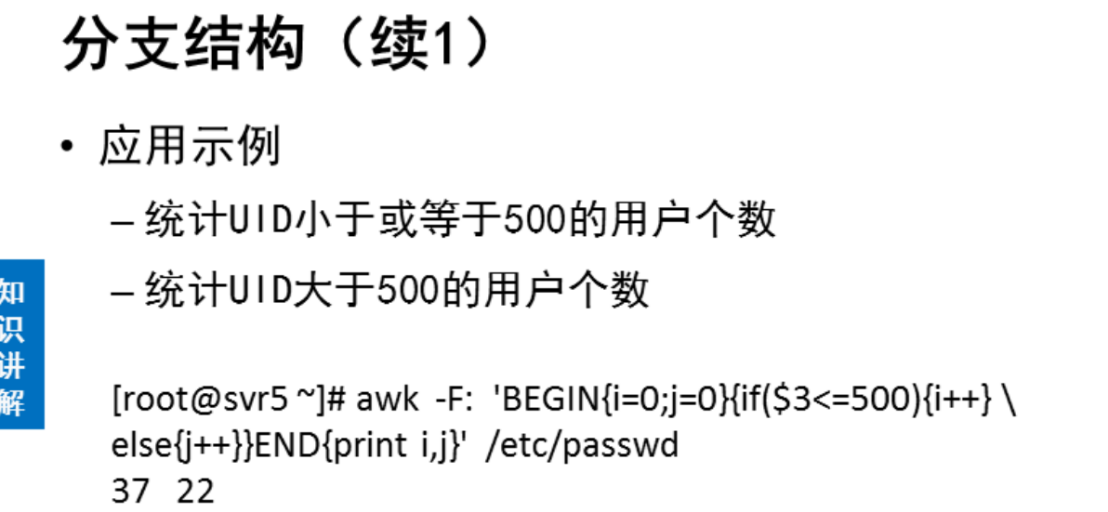 分支结构（续1）
• 应用示例
– 统计UID小于或等于500的用户个数
– 统计UID大于500的用户个数
知
识
讲
解
[root@svr5 ~]# awk -F: 'BEGIN{i=0;j=0}{if($3<=500){i++} \
else{j++}}END{print i,j}' /etc/passwd
37 22